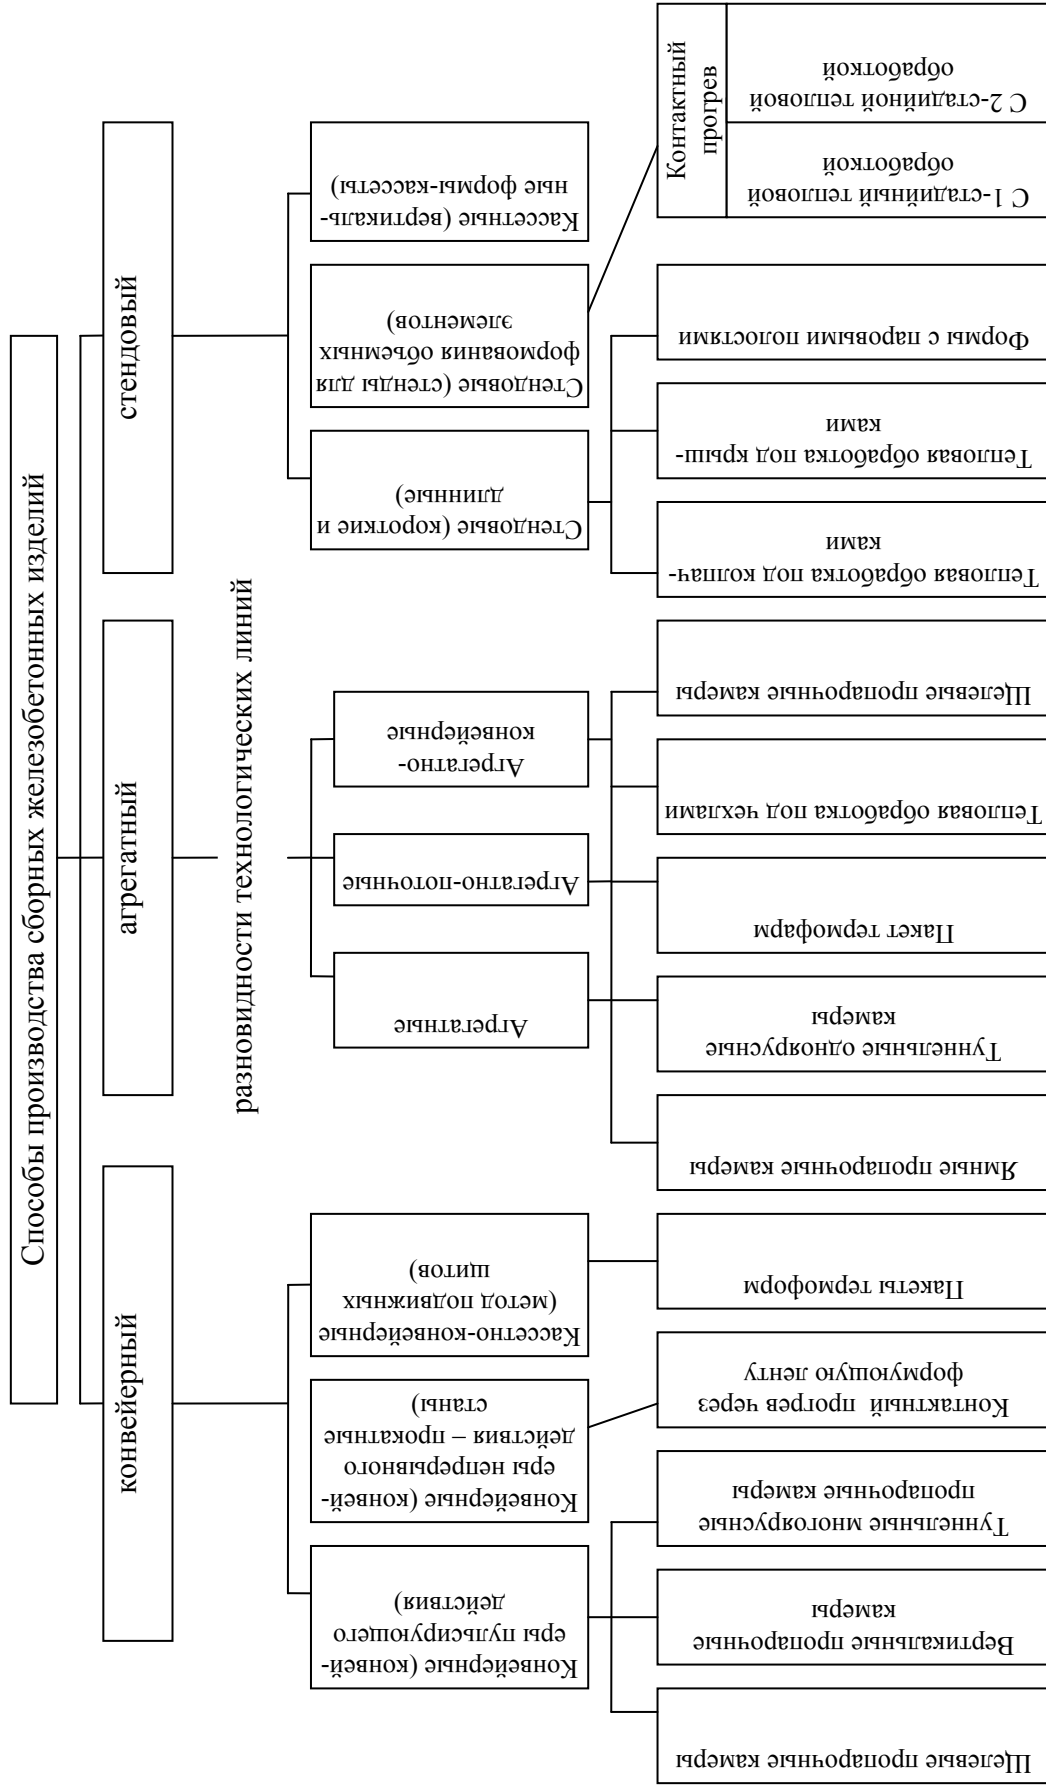 Способы производства сборных железобетонных изделий
конвейерный
агрегатный
стендовый
разновидности технологических линий
Конвейерные (конвей-
еры пульсирующего
действия)
Конвейерные (конвей-
еры непрерывного
действия – прокатные
станы)
Кассетно-конвейерные
(метод подвижных
щитов)
Агрегатные
Агрегатно-поточные
Агрегатно-
конвейерные
Стендовые (короткие и
длинные)
Стендовые (стенды для
формования объемных
элементов)
Кассетные (вертикаль-
ные формы-кассеты)
Щелевые пропарочные камеры
Вертикальные пропарочные
камеры
Туннельные многоярусные
пропарочные камеры
Контактный прогрев через
формующую ленту
Пакеты термоформ
Ямные пропарочные камеры
Туннельные одноярусные
камеры
Пакет термофарм
Тепловая обработка под чехлами
Щелевые пропарочные камеры
Тепловая обработка под колпач-
ками
Тепловая обработка под крыш-
ками
Формы с паровыми полостями
Контактный
прогрев
С 1-стадийный тепловой
обработкой
С 2-стадийной тепловой
обработкой